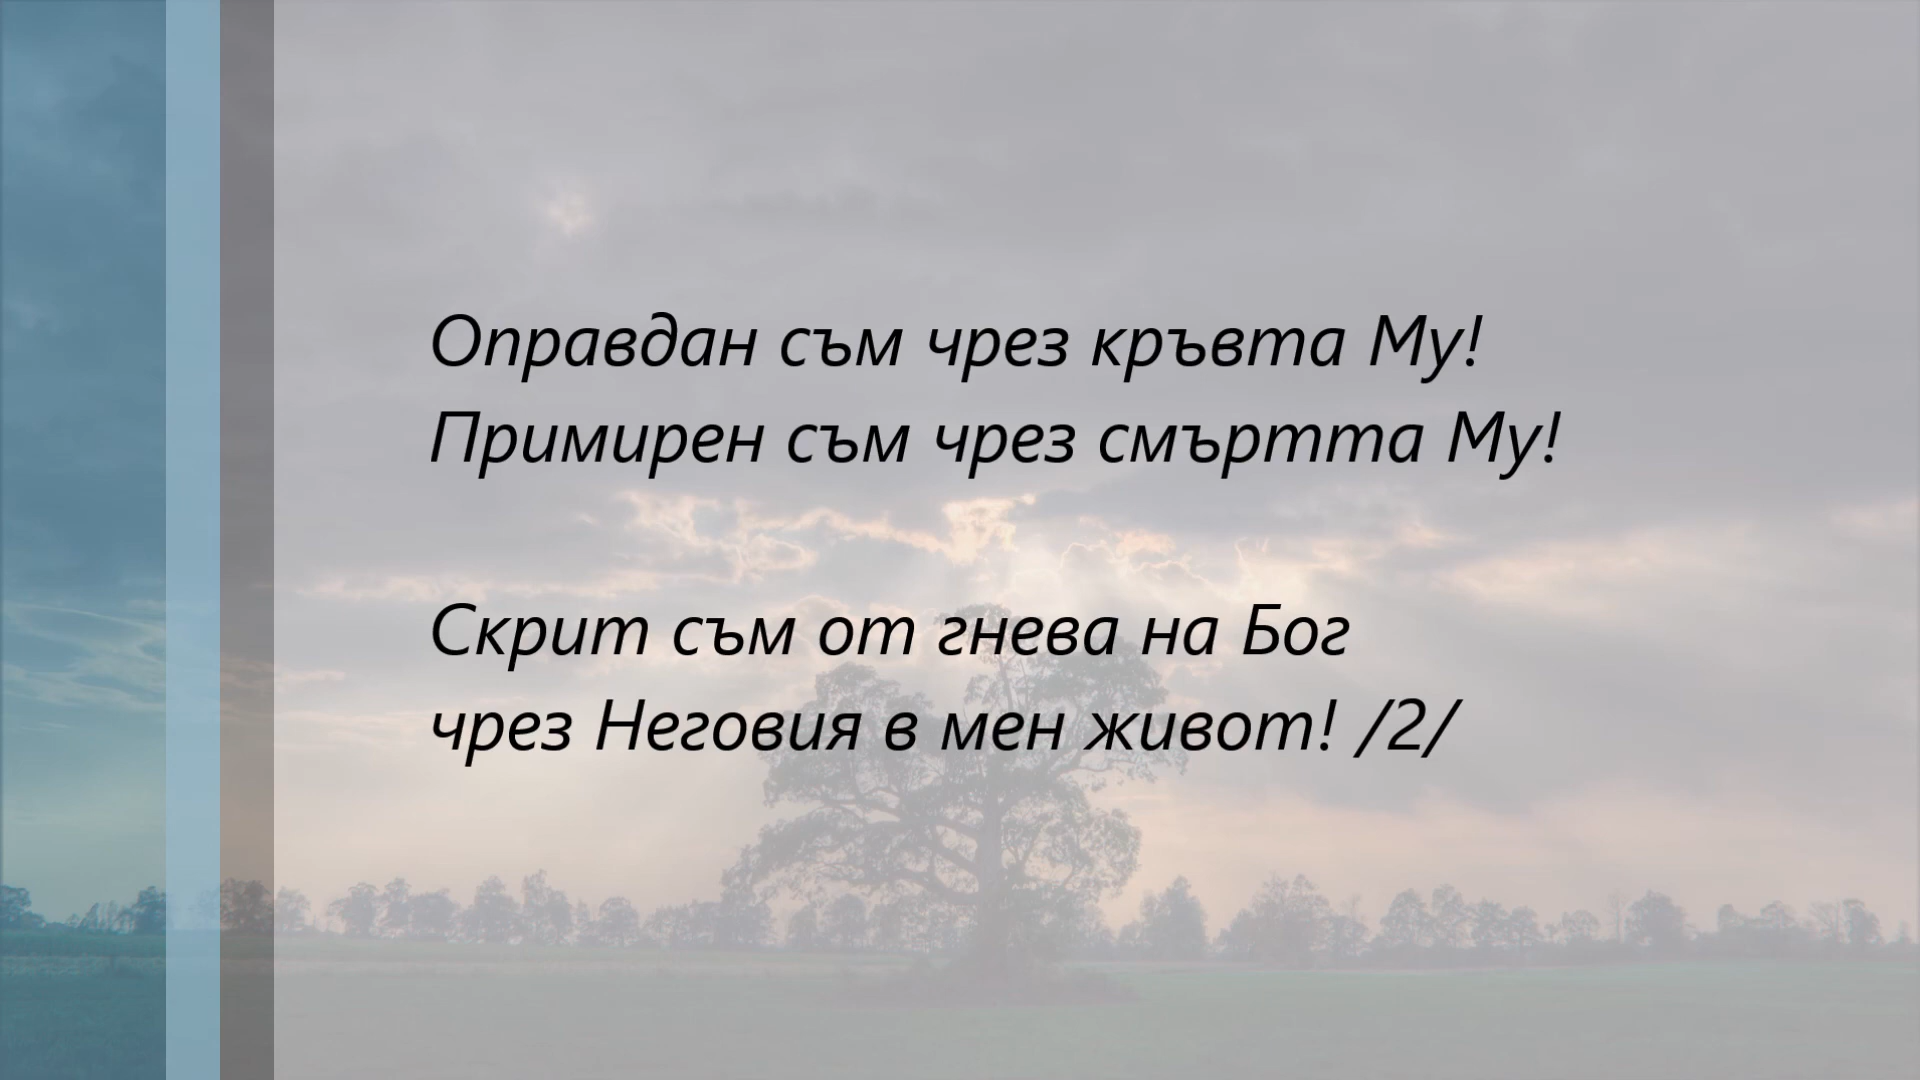 Оправдан съм чрез кръвта Му!
Примирен съм чрез смъртта Му!
Скрит съм от гнева на Бог
чрез Неговия в мен живот! /2/